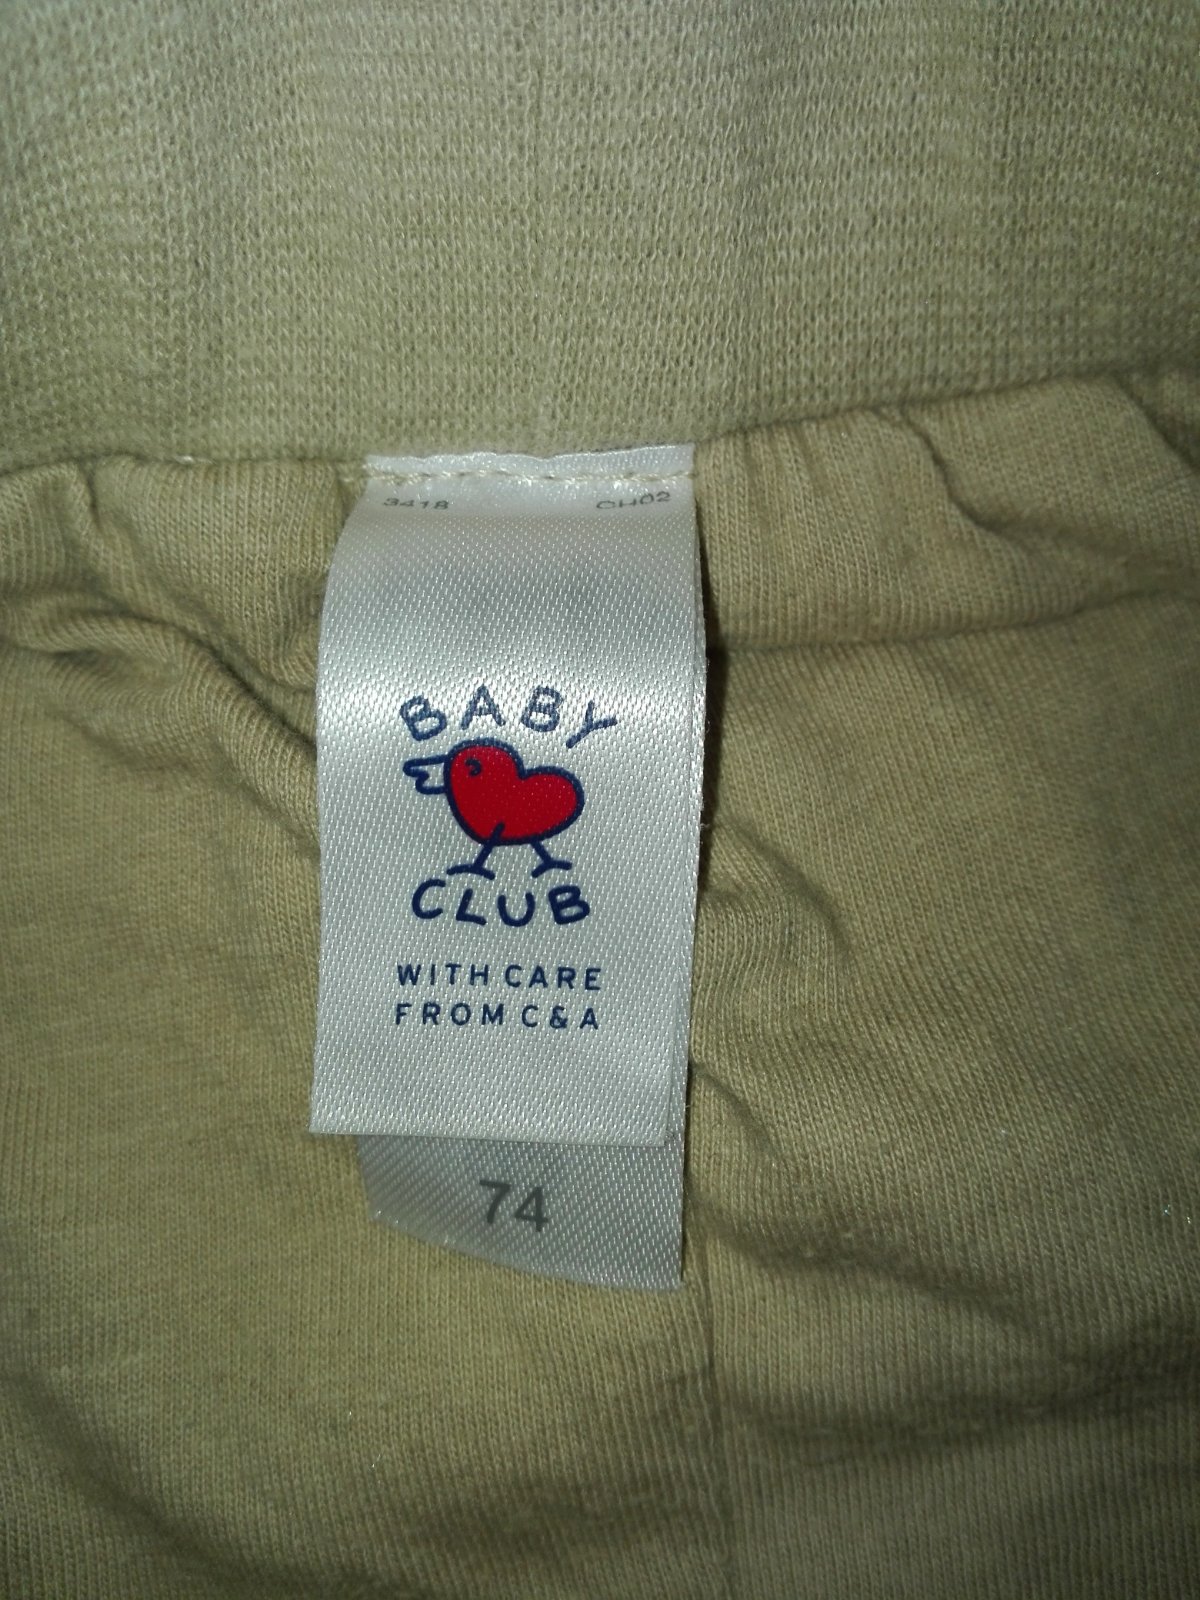 3418 CH02
BABY
CLUB
WITH CARE
FROM C&A
74